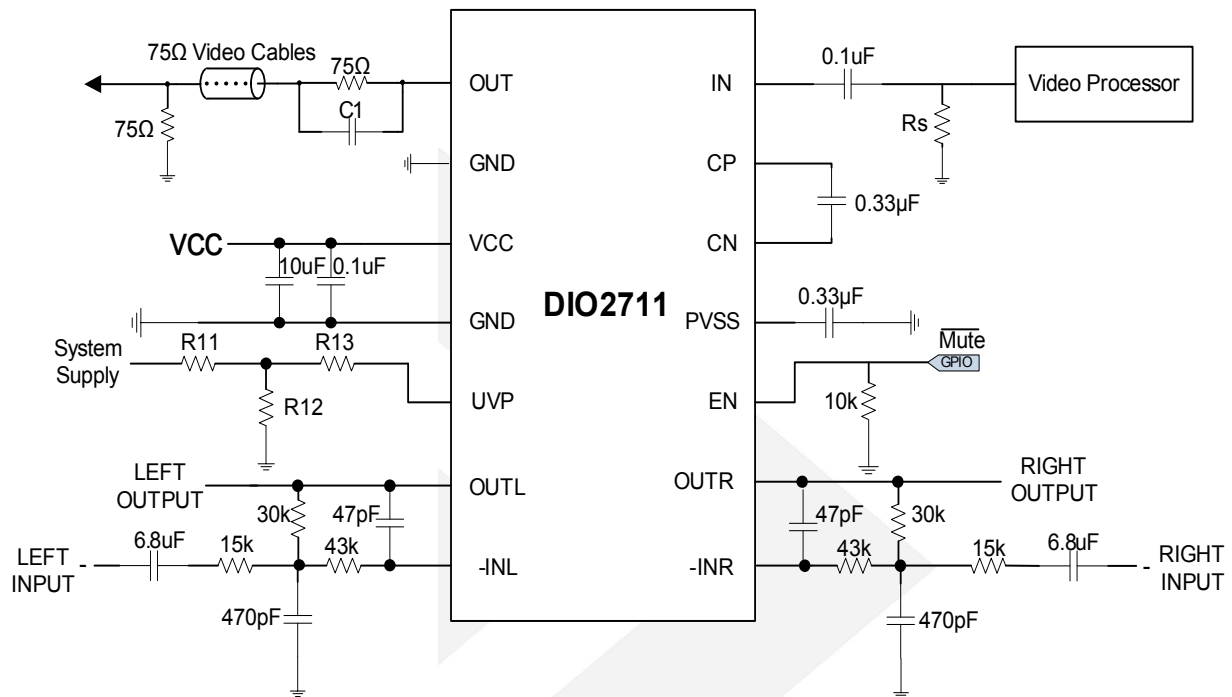 75Ω Video Cables
75Ω
C1
75Ω
OUT
GND
VCC
VCC
10uF
0.1uF
GND
System
Supply
R11
R13
R12
UVP
LEFT
OUTPUT
OUTL
30k
47pF
LEFT
INPUT
-
6.8uF
15k
43k
-INL
470pF
DIO2711
IN
0.1uF
Video Processor
Rs
CP
0.33µF
CN
PVSS
0.33µF
Mute
GPIO
EN
10k
OUTR
RIGHT
OUTPUT
47pF
30k
-INR
43k
15k
6.8uF
- RIGHT
INPUT
470pF